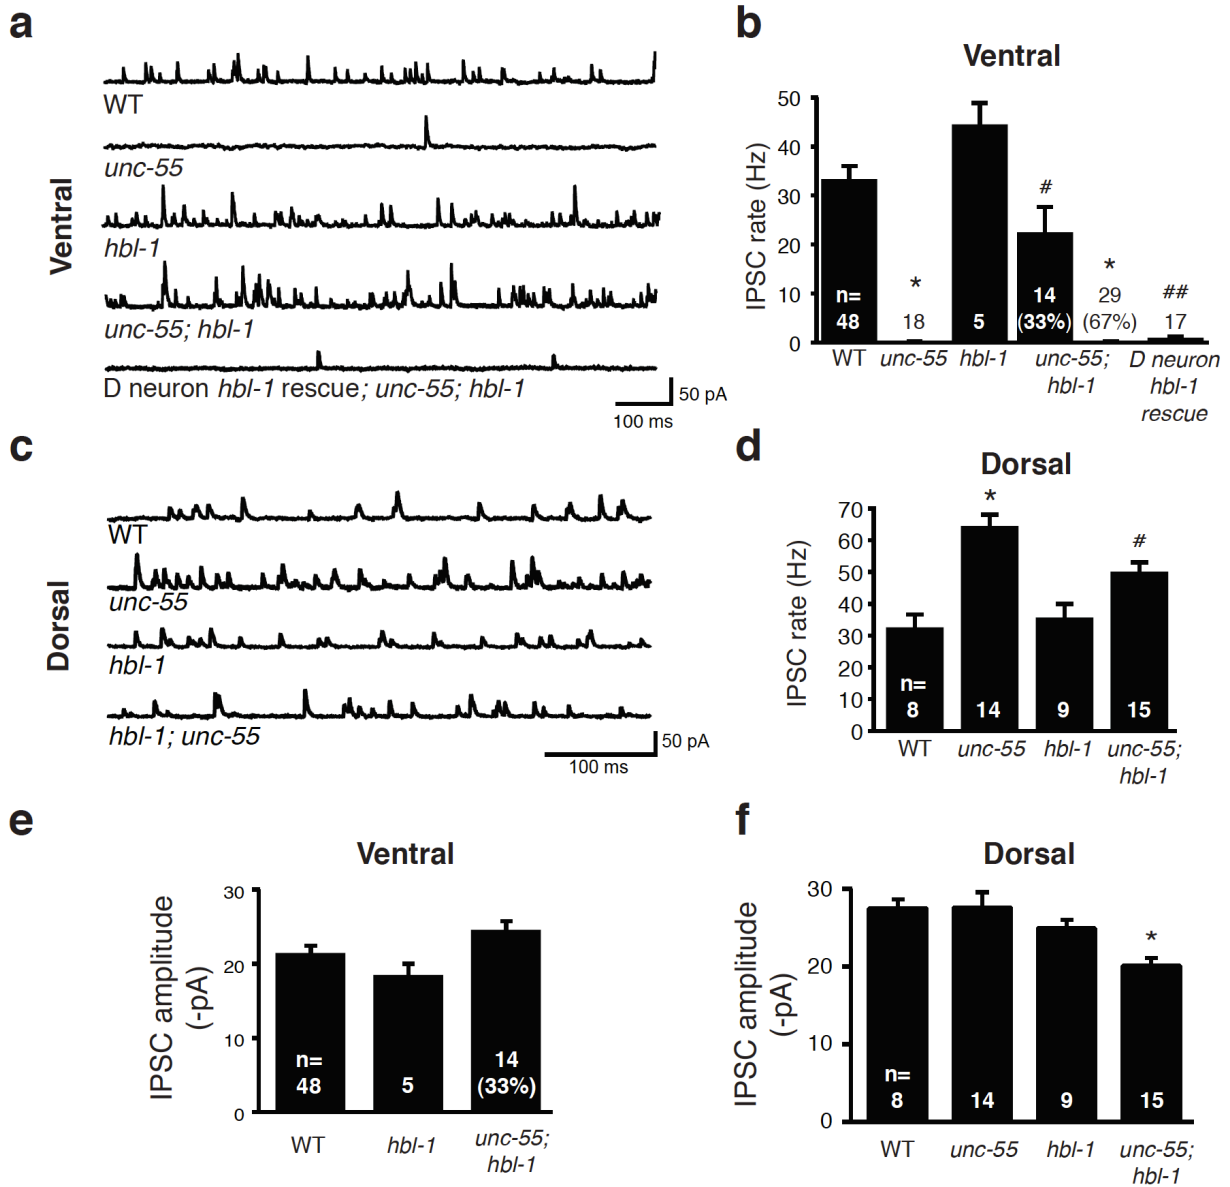 a
Ventral
WT
unc-55
hbl-1
unc-55; hbl-1
D neuron hbl-1 rescue; unc-55; hbl-1
50 pA
100 ms
b
Ventral
IPSC rate (Hz)
50
40
30
20
10
0
n=
48
*
18
5
#
14
(33%)
*
29
(67%)
##
17
WT
unc-55
hbl-1
unc-55;
hbl-1
D neuron
hbl-1
rescue
c
Dorsal
WT
unc-55
hbl-1
hbl-1; unc-55
50 pA
100 ms
d
Dorsal
IPSC rate (Hz)
70
60
50
40
30
20
10
0
n=
8
*
14
9
#
15
WT
unc-55
hbl-1
unc-55;
hbl-1
e
Ventral
IPSC amplitude
(-pA)
30
20
10
0
n=
48
5
14
(33%)
WT
hbl-1
unc-55;
hbl-1
f
Dorsal
IPSC amplitude
(-pA)
30
20
10
0
n=
8
14
9
*
15
WT
unc-55
hbl-1
unc-55;
hbl-1